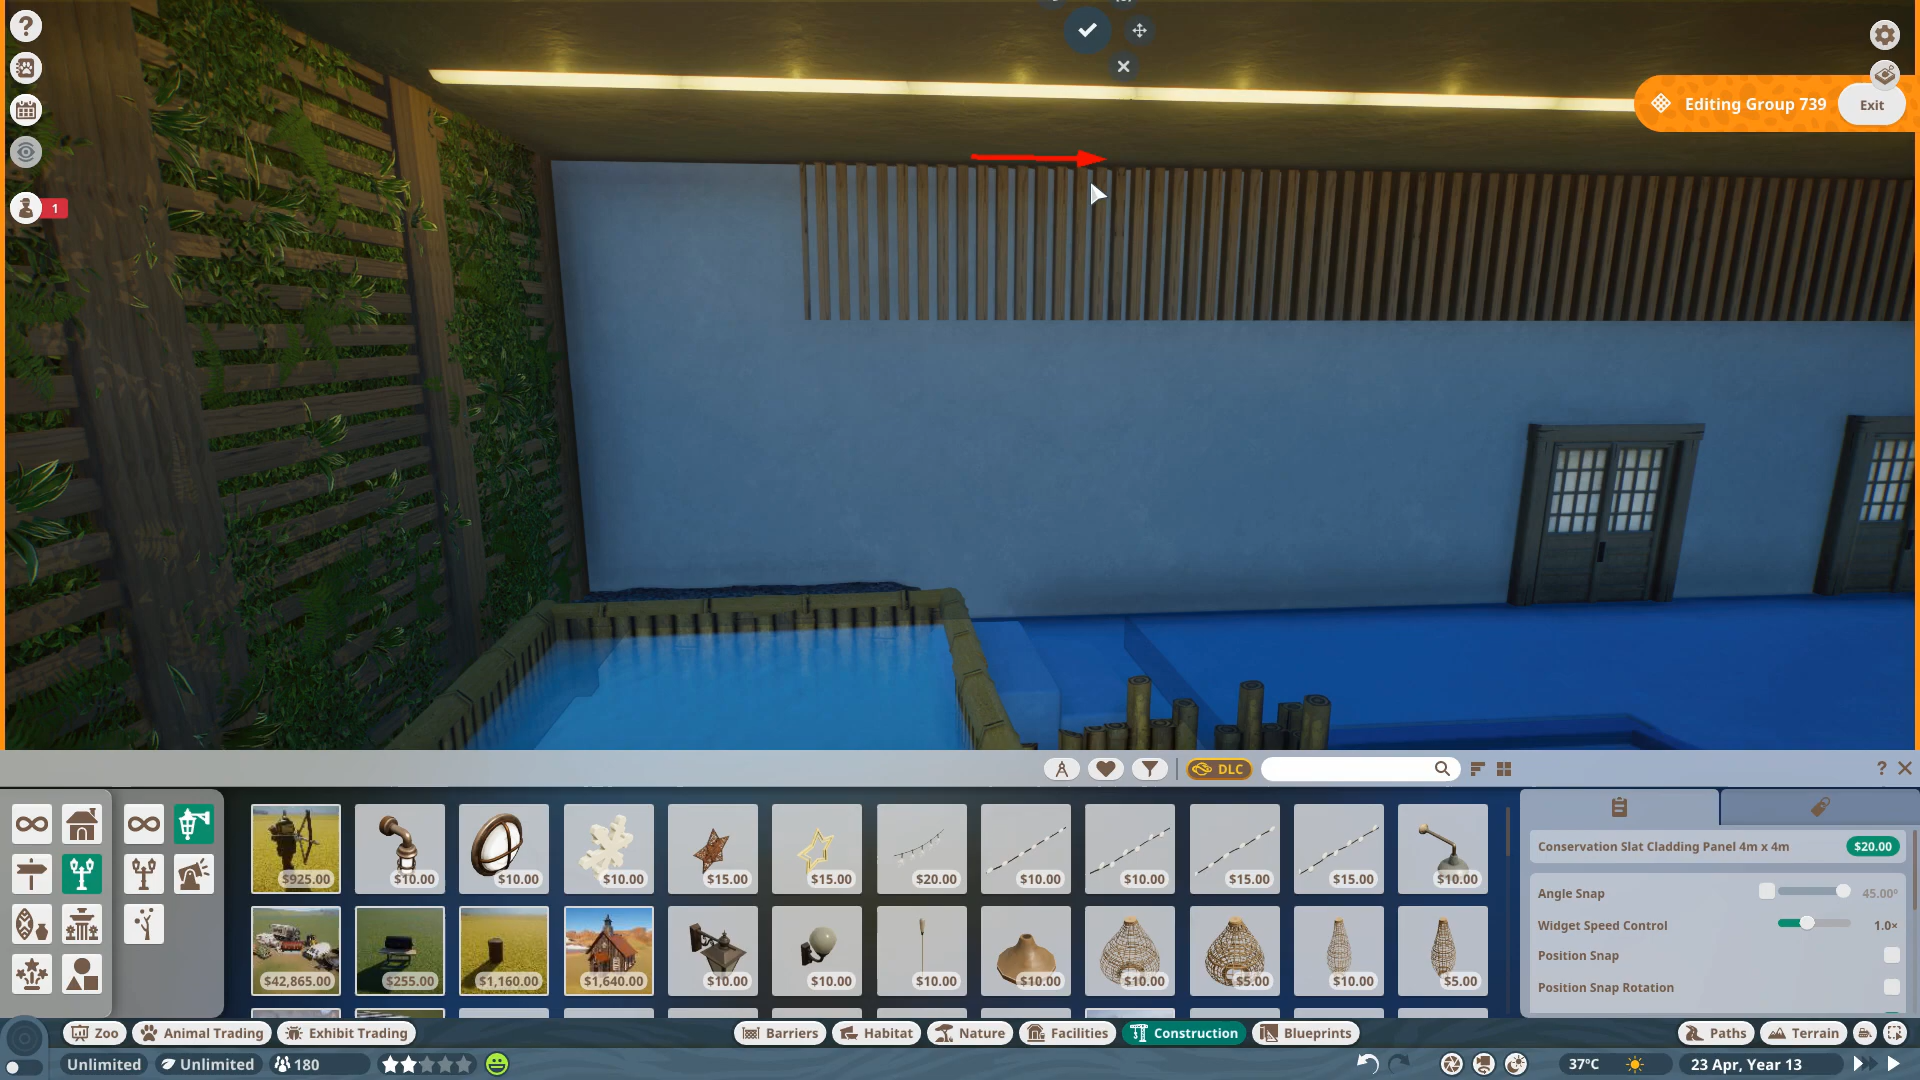 Editing Group 739
Exit
1
DLC
$925.00
$10.00
$10.00
$10.00
$15.00
$15.00
$20.00
$10.00
$10.00
$15.00
$15.00
$10.00
$42,865.00
$255.00
$1,160.00
$1,640.00
$10.00
$10.00
$10.00
$10.00
$10.00
$5.00
$10.00
$5.00
Conservation Slat Cladding Panel 4m x 4m
$20.00
Angle Snap
45.00°
Widget Speed Control
1.0×
Position Snap
Position Snap Rotation
Zoo
Animal Trading
Exhibit Trading
Barriers
Habitat
Nature
Facilities
Construction
Blueprints
Paths
Terrain
Unlimited
Unlimited
180
37°C
23 Apr, Year 13